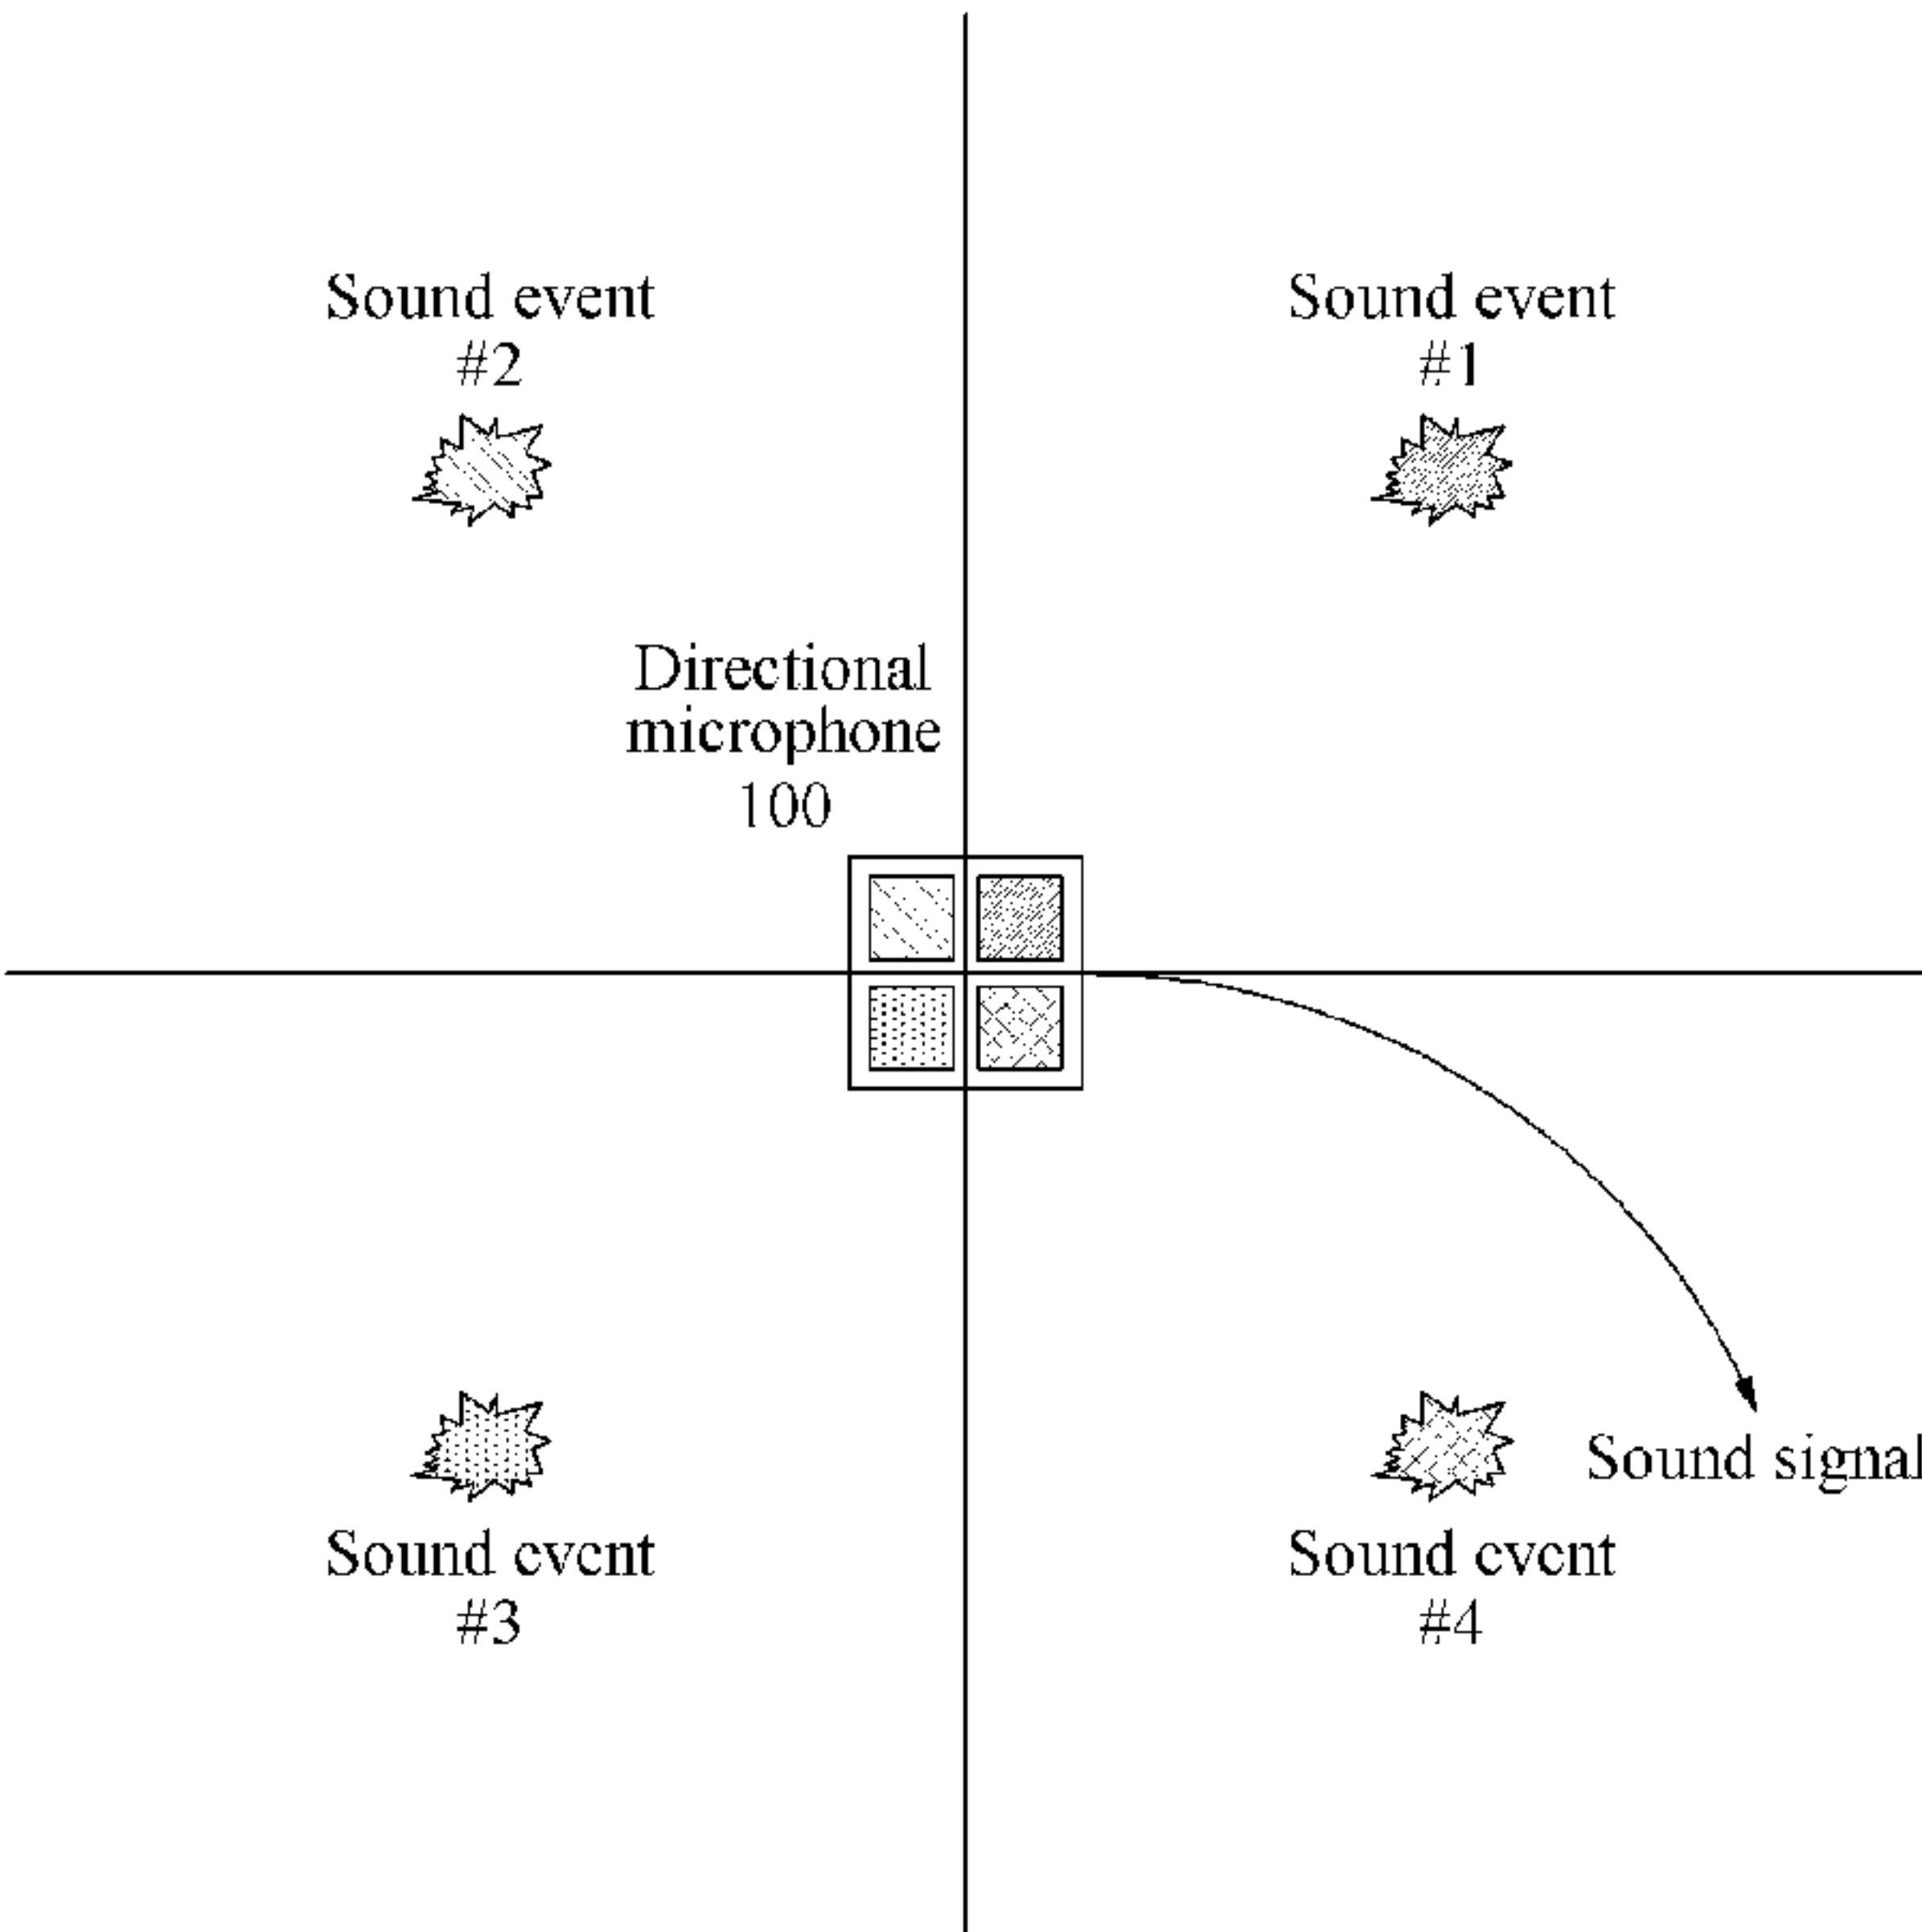 Sound event
#2
Sound event
#1
Directional
microphone
100
Sound signal
Sound event
#3
Sound event
#4